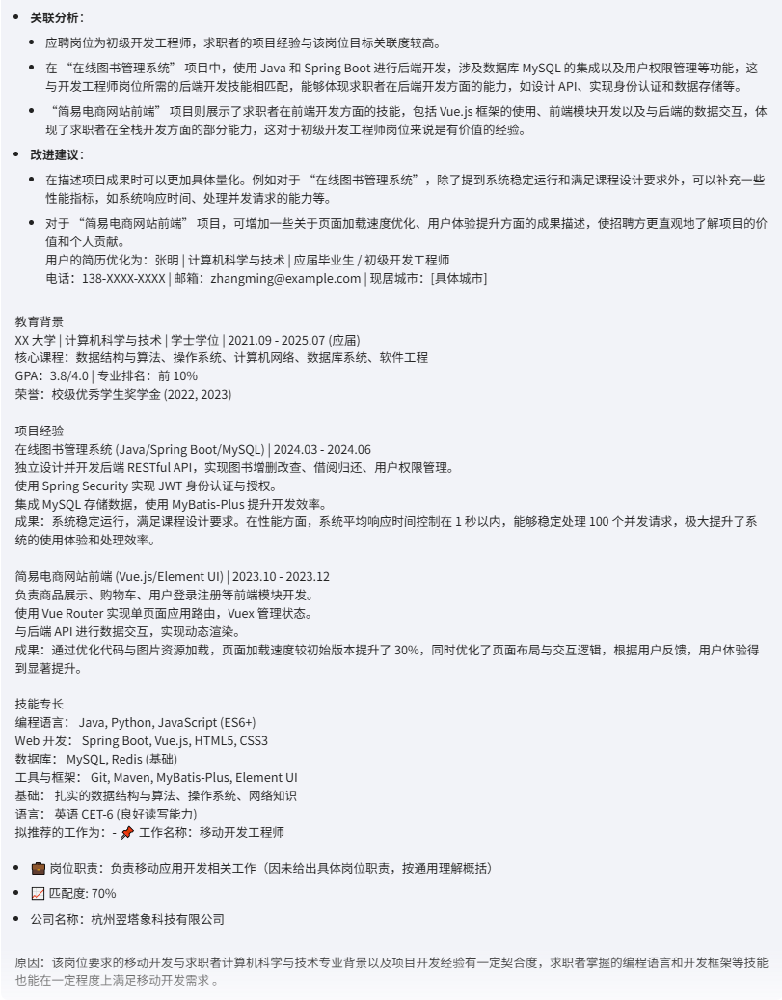 关联分析：
应聘岗位为初级开发工程师，求职者的项目经验与该岗位目标关联度较高。
在 “在线图书管理系统” 项目中，使用 Java 和 Spring Boot 进行后端开发，涉及数据库 MySQL 的集成以及用户权限管理等功能，这
与开发工程师岗位所需的后端开发技能相匹配，能够体现求职者在后端开发方面的能力，如设计 API、实现身份认证和数据存储等。
“简易电商网站前端” 项目则展示了求职者在前端开发方面的技能，包括 Vue.js 框架的使用、前端模块开发以及与后端的数据交互，体
现了求职者在全栈开发方面的部分能力，这对于初级开发工程师岗位来说是有价值的经验。
改进建议：
在描述项目成果时可以更加具体量化。例如对于 “在线图书管理系统”，除了提到系统稳定运行和满足课程设计要求外，可以补充一些
性能指标，如系统响应时间、处理并发请求的能力等。
对于 “简易电商网站前端” 项目，可增加一些关于页面加载速度优化、用户体验提升方面的成果描述，使招聘方更直观地了解项目的价
值和个人贡献。
用户的简历优化为：张明 | 计算机科学与技术 | 应届毕业生 / 初级开发工程师
电话：138-XXXX-XXXX | 邮箱：zhangming@example.com | 现居城市：[具体城市]
教育背景
XX 大学 | 计算机科学与技术 | 学士学位 | 2021.09 - 2025.07 (应届)
核心课程：数据结构与算法、操作系统、计算机网络、数据库系统、软件工程
GPA：3.8/4.0 | 专业排名：前 10%
荣誉：校级优秀学生奖学金 (2022, 2023)
项目经验
在线图书管理系统 (Java/Spring Boot/MySQL) | 2024.03 - 2024.06
独立设计并开发后端 RESTful API，实现图书增删改查、借阅归还、用户权限管理。
使用 Spring Security 实现 JWT 身份认证与授权。
集成 MySQL 存储数据，使用 MyBatis-Plus 提升开发效率。
成果：系统稳定运行，满足课程设计要求。在性能方面，系统平均响应时间控制在 1 秒以内，能够稳定处理 100 个并发请求，极大提升了系
统的使用体验和处理效率。
简易电商网站前端 (Vue.js/Element UI) | 2023.10 - 2023.12
负责商品展示、购物车、用户登录注册等前端模块开发。
使用 Vue Router 实现单页面应用路由，Vuex 管理状态。
与后端 API 进行数据交互，实现动态渲染。
成果：通过优化代码与图片资源加载，页面加载速度较初始版本提升了 30%，同时优化了页面布局与交互逻辑，根据用户反馈，用户体验得
到显著提升。
技能专长
编程语言： Java, Python, JavaScript (ES6+)
Web 开发： Spring Boot, Vue.js, HTML5, CSS3
数据库： MySQL, Redis (基础)
工具与框架： Git, Maven, MyBatis-Plus, Element UI
基础： 扎实的数据结构与算法、操作系统、网络知识
语言： 英语 CET-6 (良好读写能力)
拟推荐的工作为：- 📌 工作名称：移动开发工程师
💼 岗位职责：负责移动应用开发相关工作（因未给出具体岗位职责，按通用理解概括）
📈 匹配度: 70%
公司名称：杭州翌塔象科技有限公司
原因：该岗位要求的移动开发与求职者计算机科学与技术专业背景以及项目开发经验有一定契合度，求职者掌握的编程语言和开发框架等技能
也能在一定程度上满足移动开发需求 。